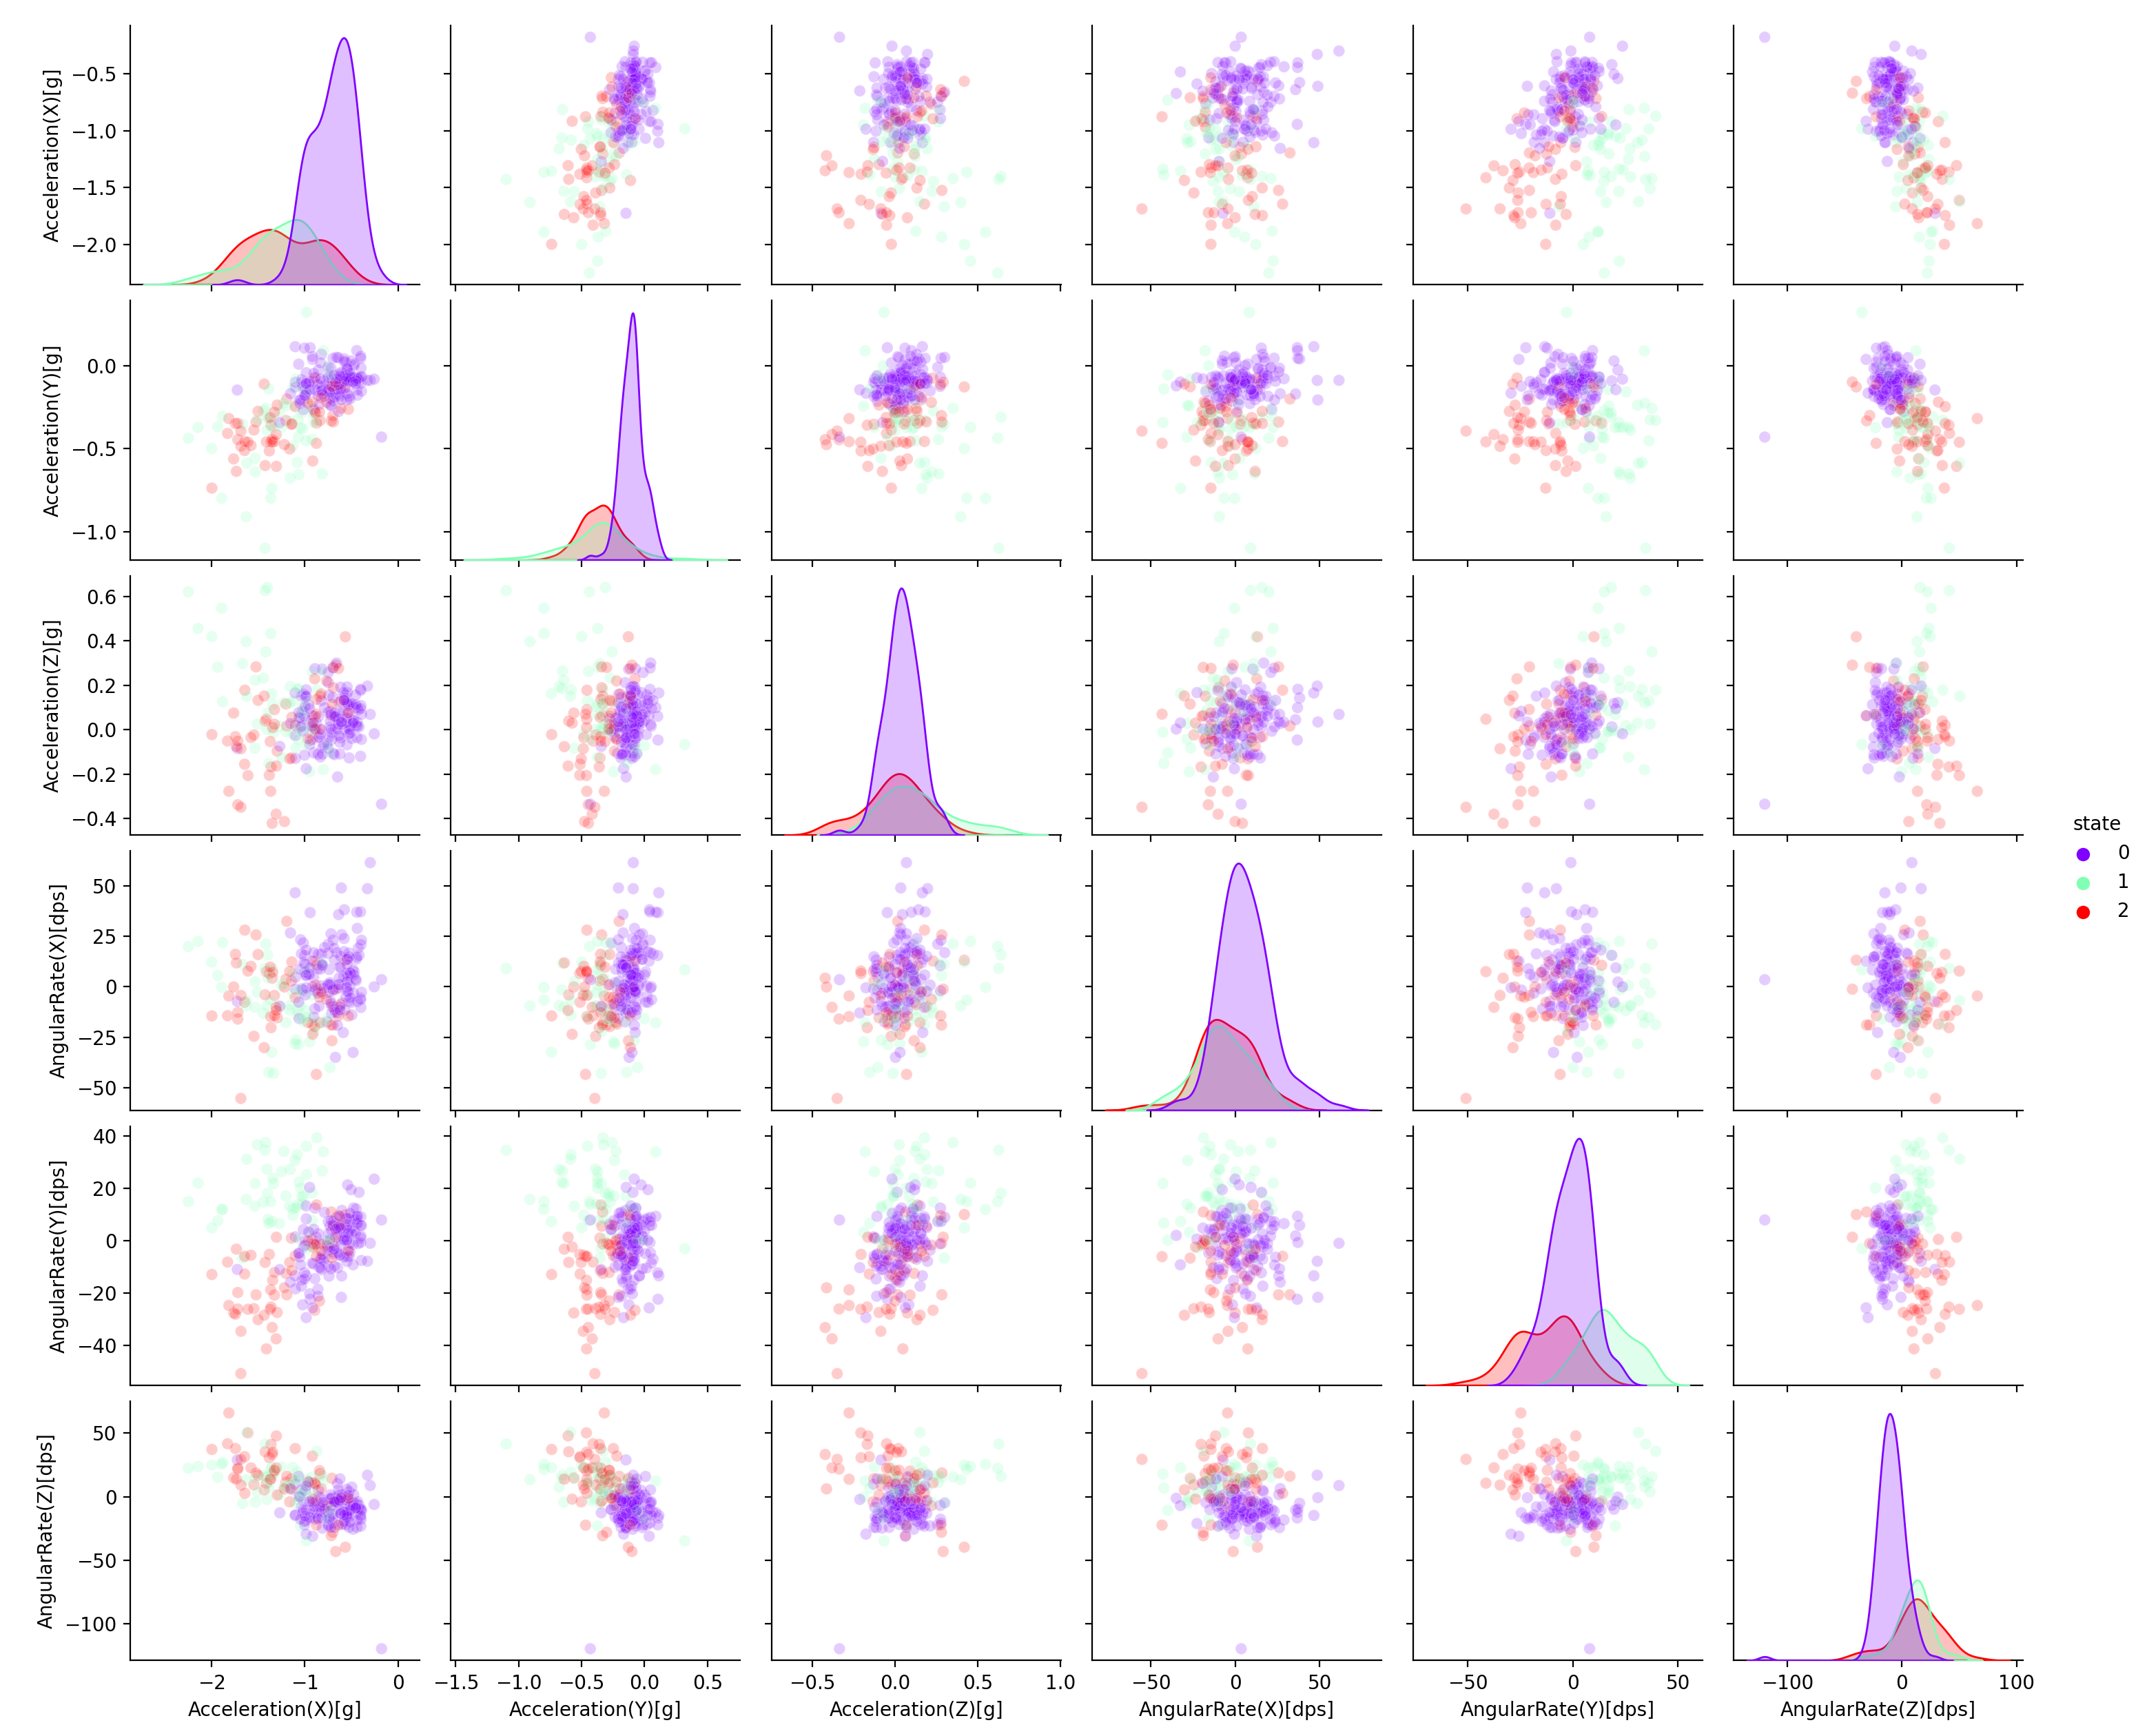 Acceleration(X)[g]
−0.5
−1.0
−1.5
−2.0
Acceleration(Y)[g]
0.0
−0.5
−1.0
Acceleration(Z)[g]
0.6
0.4
0.2
0.0
−0.2
−0.4
AngularRate(X)[dps]
50
25
0
−25
−50
AngularRate(Y)[dps]
40
20
0
−20
−40
AngularRate(Z)[dps]
50
0
−50
−100
−2 −1 0
Acceleration(X)[g]
−1.5 −1.0 −0.5 0.0 0.5
Acceleration(Y)[g]
−0.5 0.0 0.5 1.0
Acceleration(Z)[g]
−50 0 50
AngularRate(X)[dps]
−50 0 50
AngularRate(Y)[dps]
−100 0 100
AngularRate(Z)[dps]
state
0
1
2